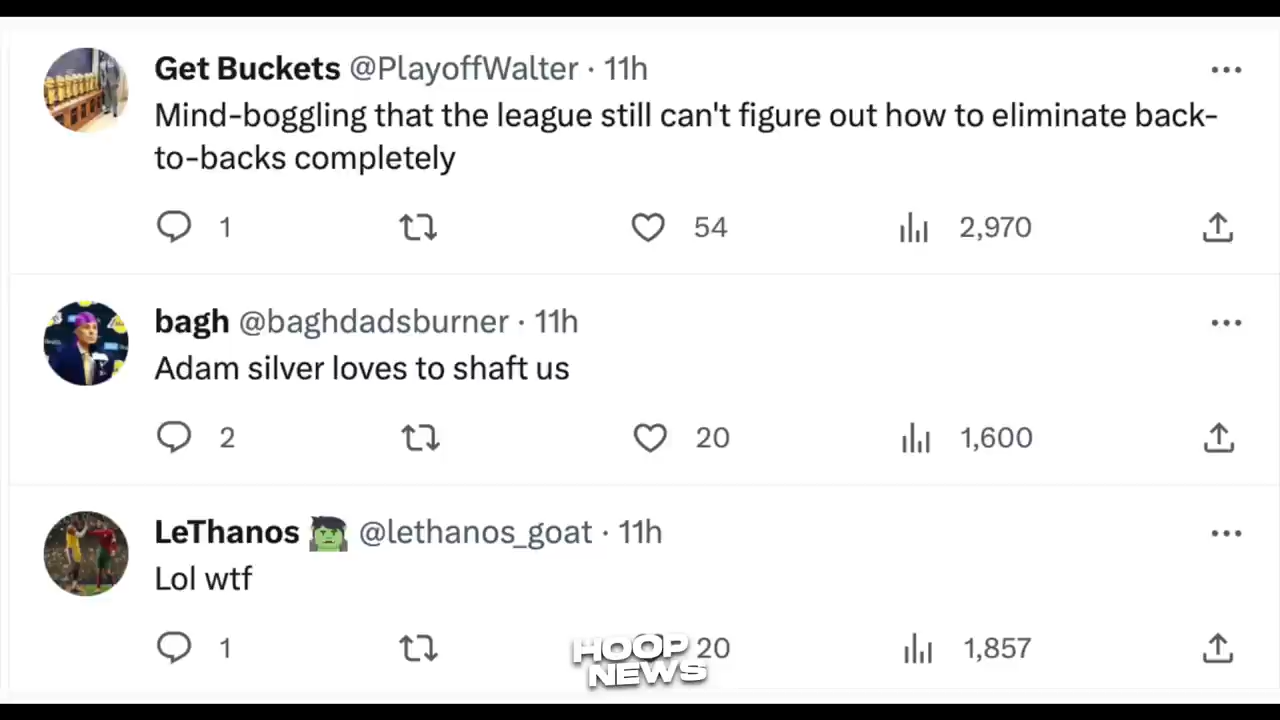 Get Buckets @PlayoffWalter · 11h
Mind-boggling that the league still can't figure out how to eliminate back-
to-backs completely
1 54 2,970
bagh @baghdadsburner · 11h
Adam silver loves to shaft us
2 20 1,600
LeThanos @lethanos_goat · 11h
Lol wtf
1 20 1,857
HOOP
NEWS